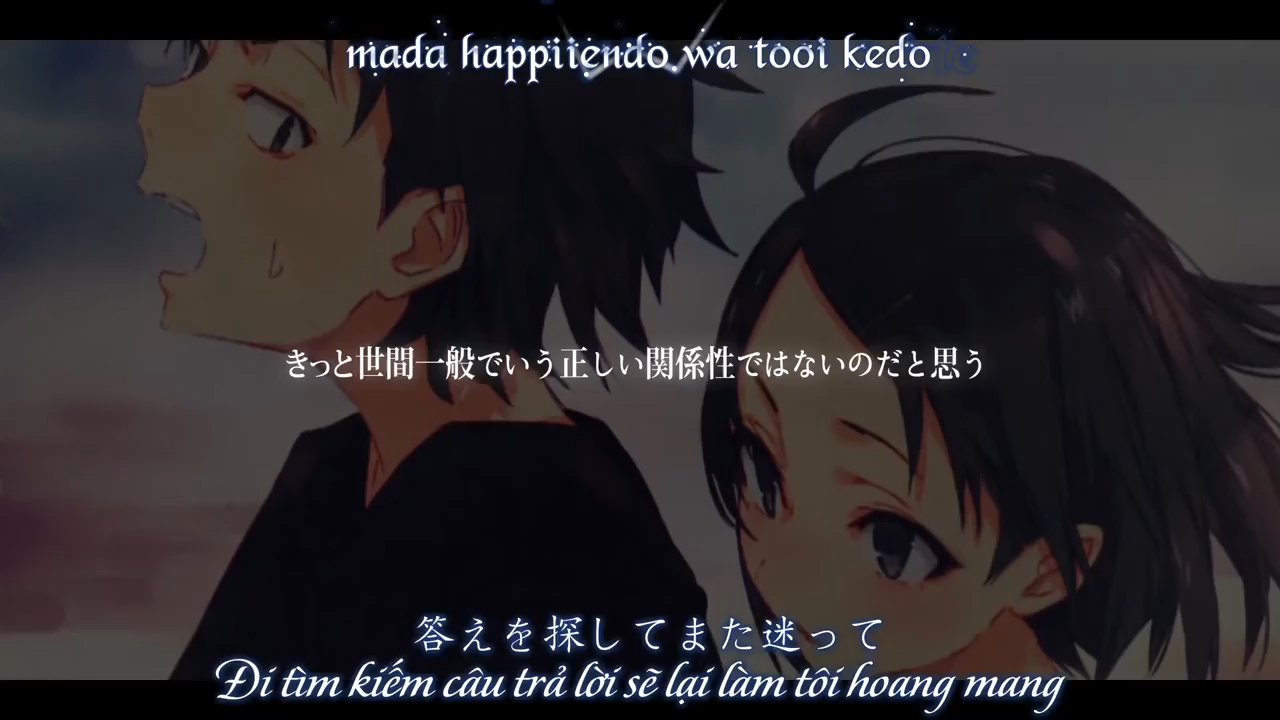 mada happiiendo wa tooi kedo
きっと世間一般でいう正しい関係性ではないのだと思う
答えを探してまた迷って
Đi tìm kiếm câu trả lời sẽ lại làm tôi hoang mang